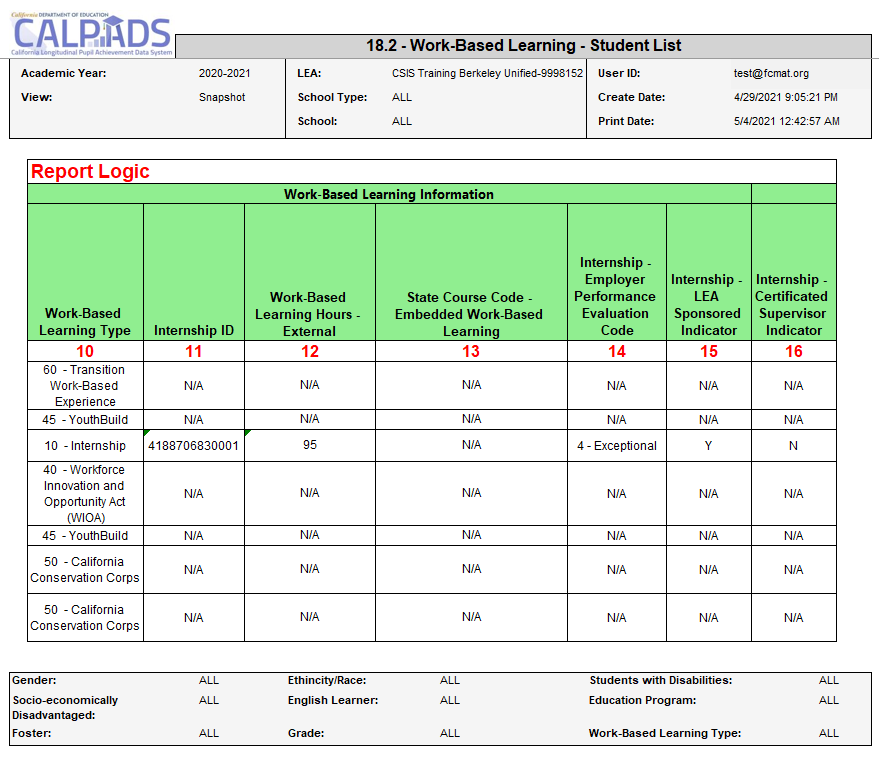 California DEPARTMENT OF EDUCATION
CALPADS
California Longitudinal Pupil Achievement Data System
18.2 - Work-Based Learning - Student List
Academic Year: 2020-2021 LEA: CSIS Training Berkeley Unified-9998152 User ID: test@fcmat.org
View: Snapshot School Type: ALL Create Date: 4/29/2021 9:05:21 PM
School: ALL Print Date: 5/4/2021 12:42:57 AM
Report Logic
Work-Based Learning Information
Work-Based
Learning Type
Internship ID
Work-Based
Learning Hours -
External
State Course Code -
Embedded Work-Based
Learning
Internship -
Employer
Performance
Evaluation
Code
Internship -
LEA
Sponsored
Indicator
Internship -
Certificated
Supervisor
Indicator
10 11 12 13 14 15 16
60 - Transition
Work-Based
Experience
N/A N/A N/A N/A N/A N/A
45 - YouthBuild N/A N/A N/A N/A N/A N/A
10 - Internship 4188706830001 95 N/A 4 - Exceptional Y N
40 - Workforce
Innovation and
Opportunity Act
(WIOA)
N/A N/A N/A N/A N/A N/A
45 - YouthBuild N/A N/A N/A N/A N/A N/A
50 - California
Conservation Corps
N/A N/A N/A N/A N/A N/A
50 - California
Conservation Corps
N/A N/A N/A N/A N/A N/A
Gender: ALL Ethincity/Race: ALL Students with Disabilities: ALL
Socio-economically
Disadvantaged:
ALL English Learner: ALL Education Program: ALL
Foster: ALL Grade: ALL Work-Based Learning Type: ALL